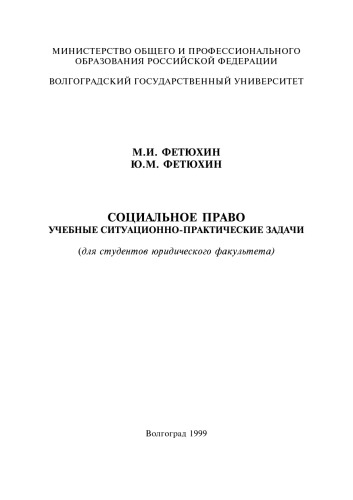 МИНИСТЕРСТВО ОБЩЕГО И ПРОФЕССИОНАЛЬНОГО
ОБРАЗОВАНИЯ РОССИЙСКОЙ ФЕДЕРАЦИИ
ВОЛГОГРАДСКИЙ ГОСУДАРСТВЕННЫЙ УНИВЕРСИТЕТ
М.И. ФЕТЮХИН
Ю.М. ФЕТЮХИН
СОЦИАЛЬНОЕ ПРАВО
УЧЕБНЫЕ СИТУАЦИОННО-ПРАКТИЧЕСКИЕ ЗАДАЧИ
(для студентов юридического факультета)
Волгоград 1999